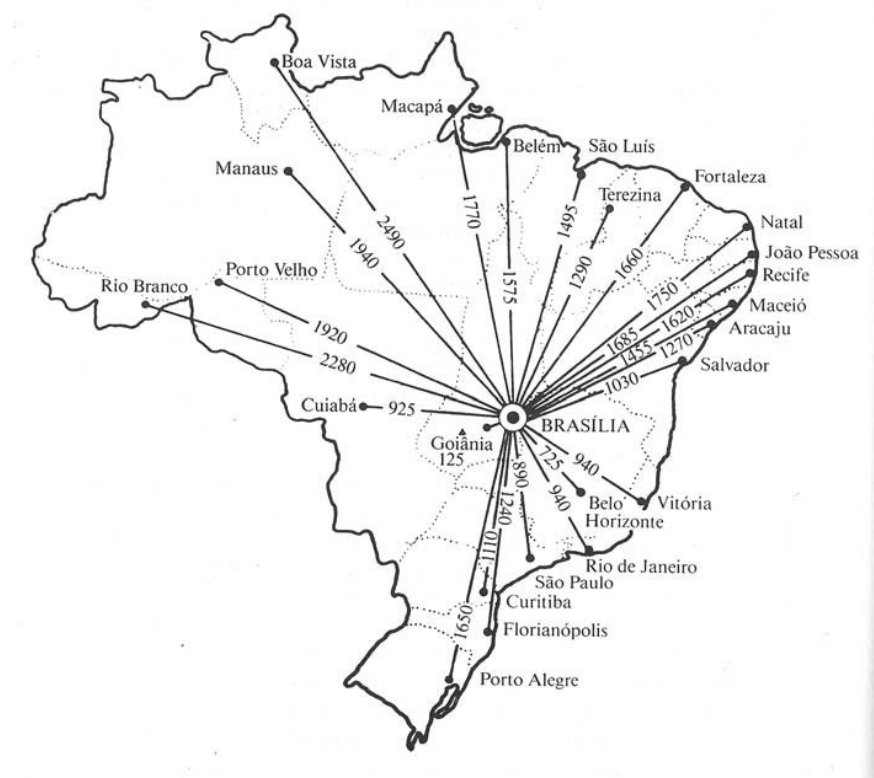 Boa Vista
Macapá
Belém
São Luís
Manaus
Terezina
Fortaleza
1770
1495
2490
Natal
1290
1660
1940
João Pessoa
Porto Velho
1575
Recife
Rio Branco
1750
Maceió
1920
1685
1620
Aracaju
2280
1455
1270
Salvador
1030
Cuiabá
925
BRASÍLIA
Goiânia
125
725
940
890
940
Belo
Horizonte
Vitória
1240
1110
Rio de Janeiro
São Paulo
Curitiba
1650
Florianópolis
Porto Alegre